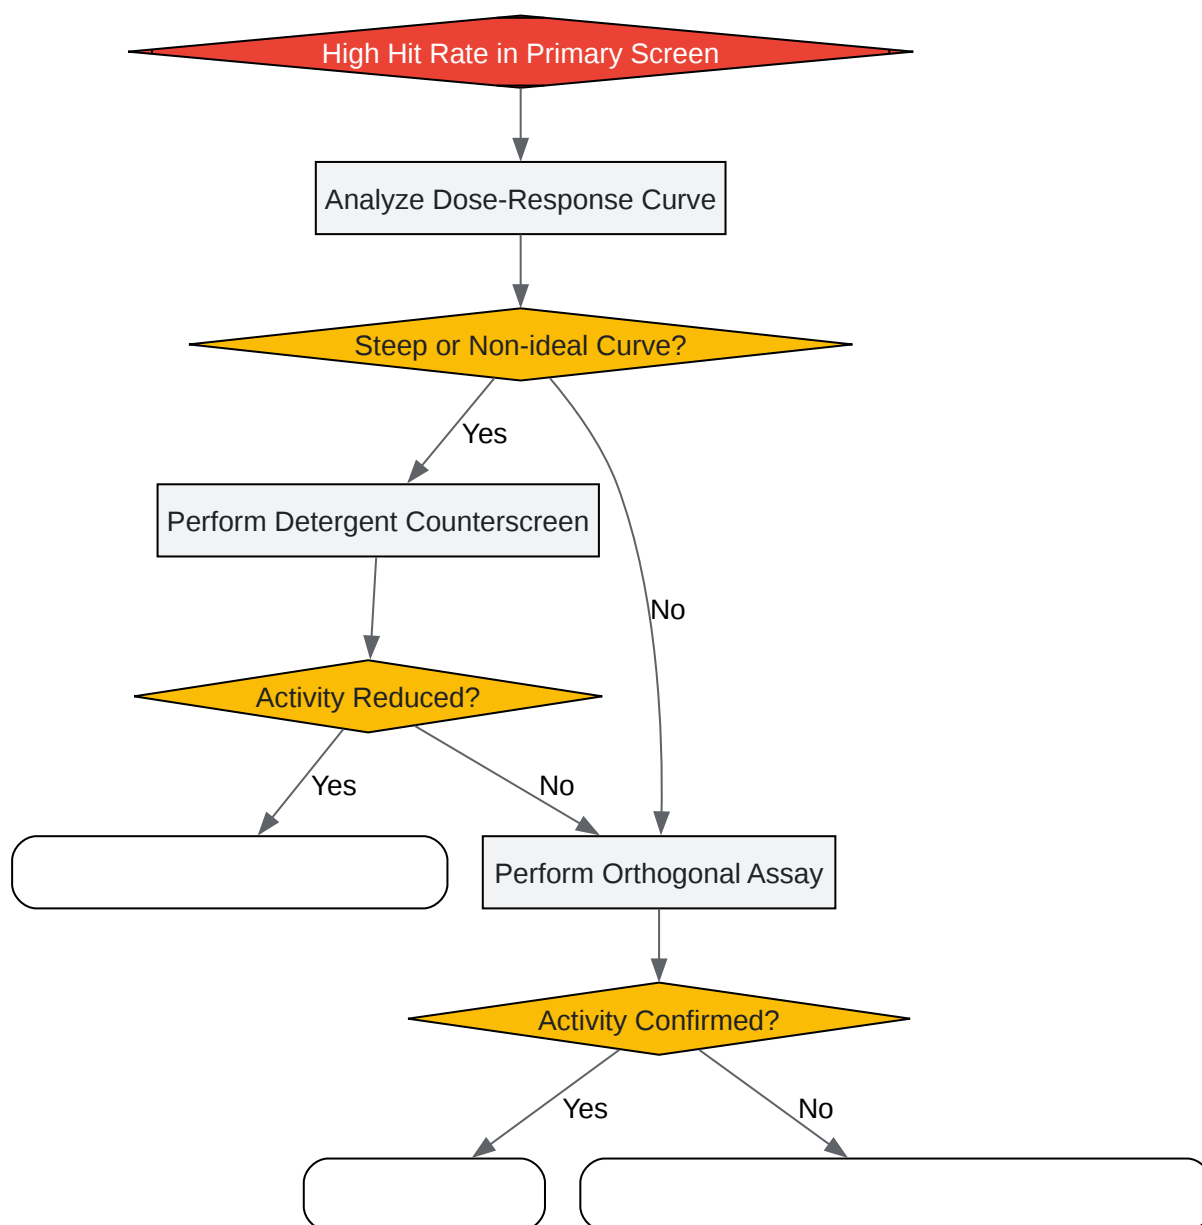 High Hit Rate in Primary Screen
Analyze Dose-Response Curve
Steep or Non-ideal Curve?
Yes
Perform Detergent Counterscreen
No
Activity Reduced?
Yes
No
Perform Orthogonal Assay
Activity Confirmed?
Yes
No